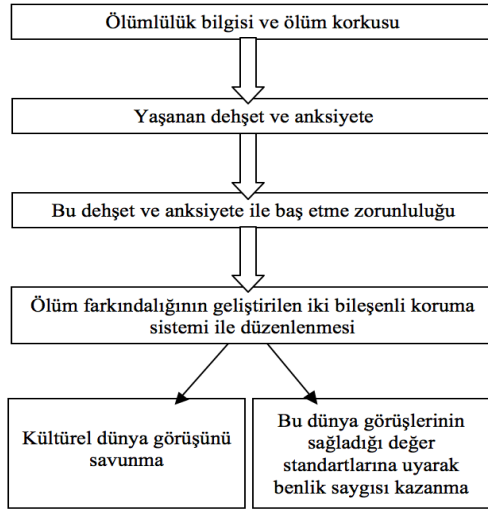 Ölümlülük bilgisi ve ölüm korkusu
Yaşanan dehşet ve anksiyete
Bu dehşet ve anksiyete ile baş etme zorunluluğu
Ölüm farkındalığının geliştirilen iki bileşenli koruma
sistemi ile düzenlenmesi
Kültürel dünya görüşünü
savunma
Bu dünya görüşlerinin
sağladığı değer
standartlarına uyarak
benlik saygısı kazanma